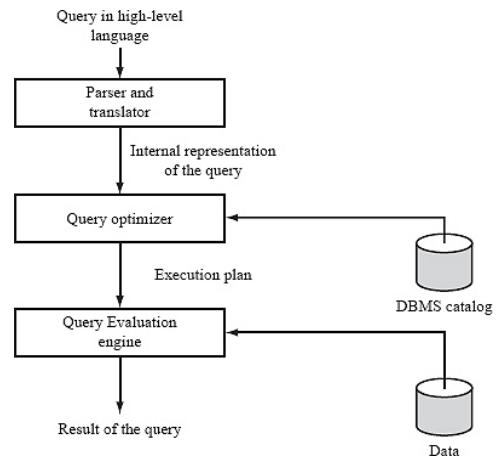 Query in high-level
language
Parser and
translator
Internal representation
of the query
Query optimizer
Execution plan
DBMS catalog
Query Evaluation
engine
Result of the query
Data